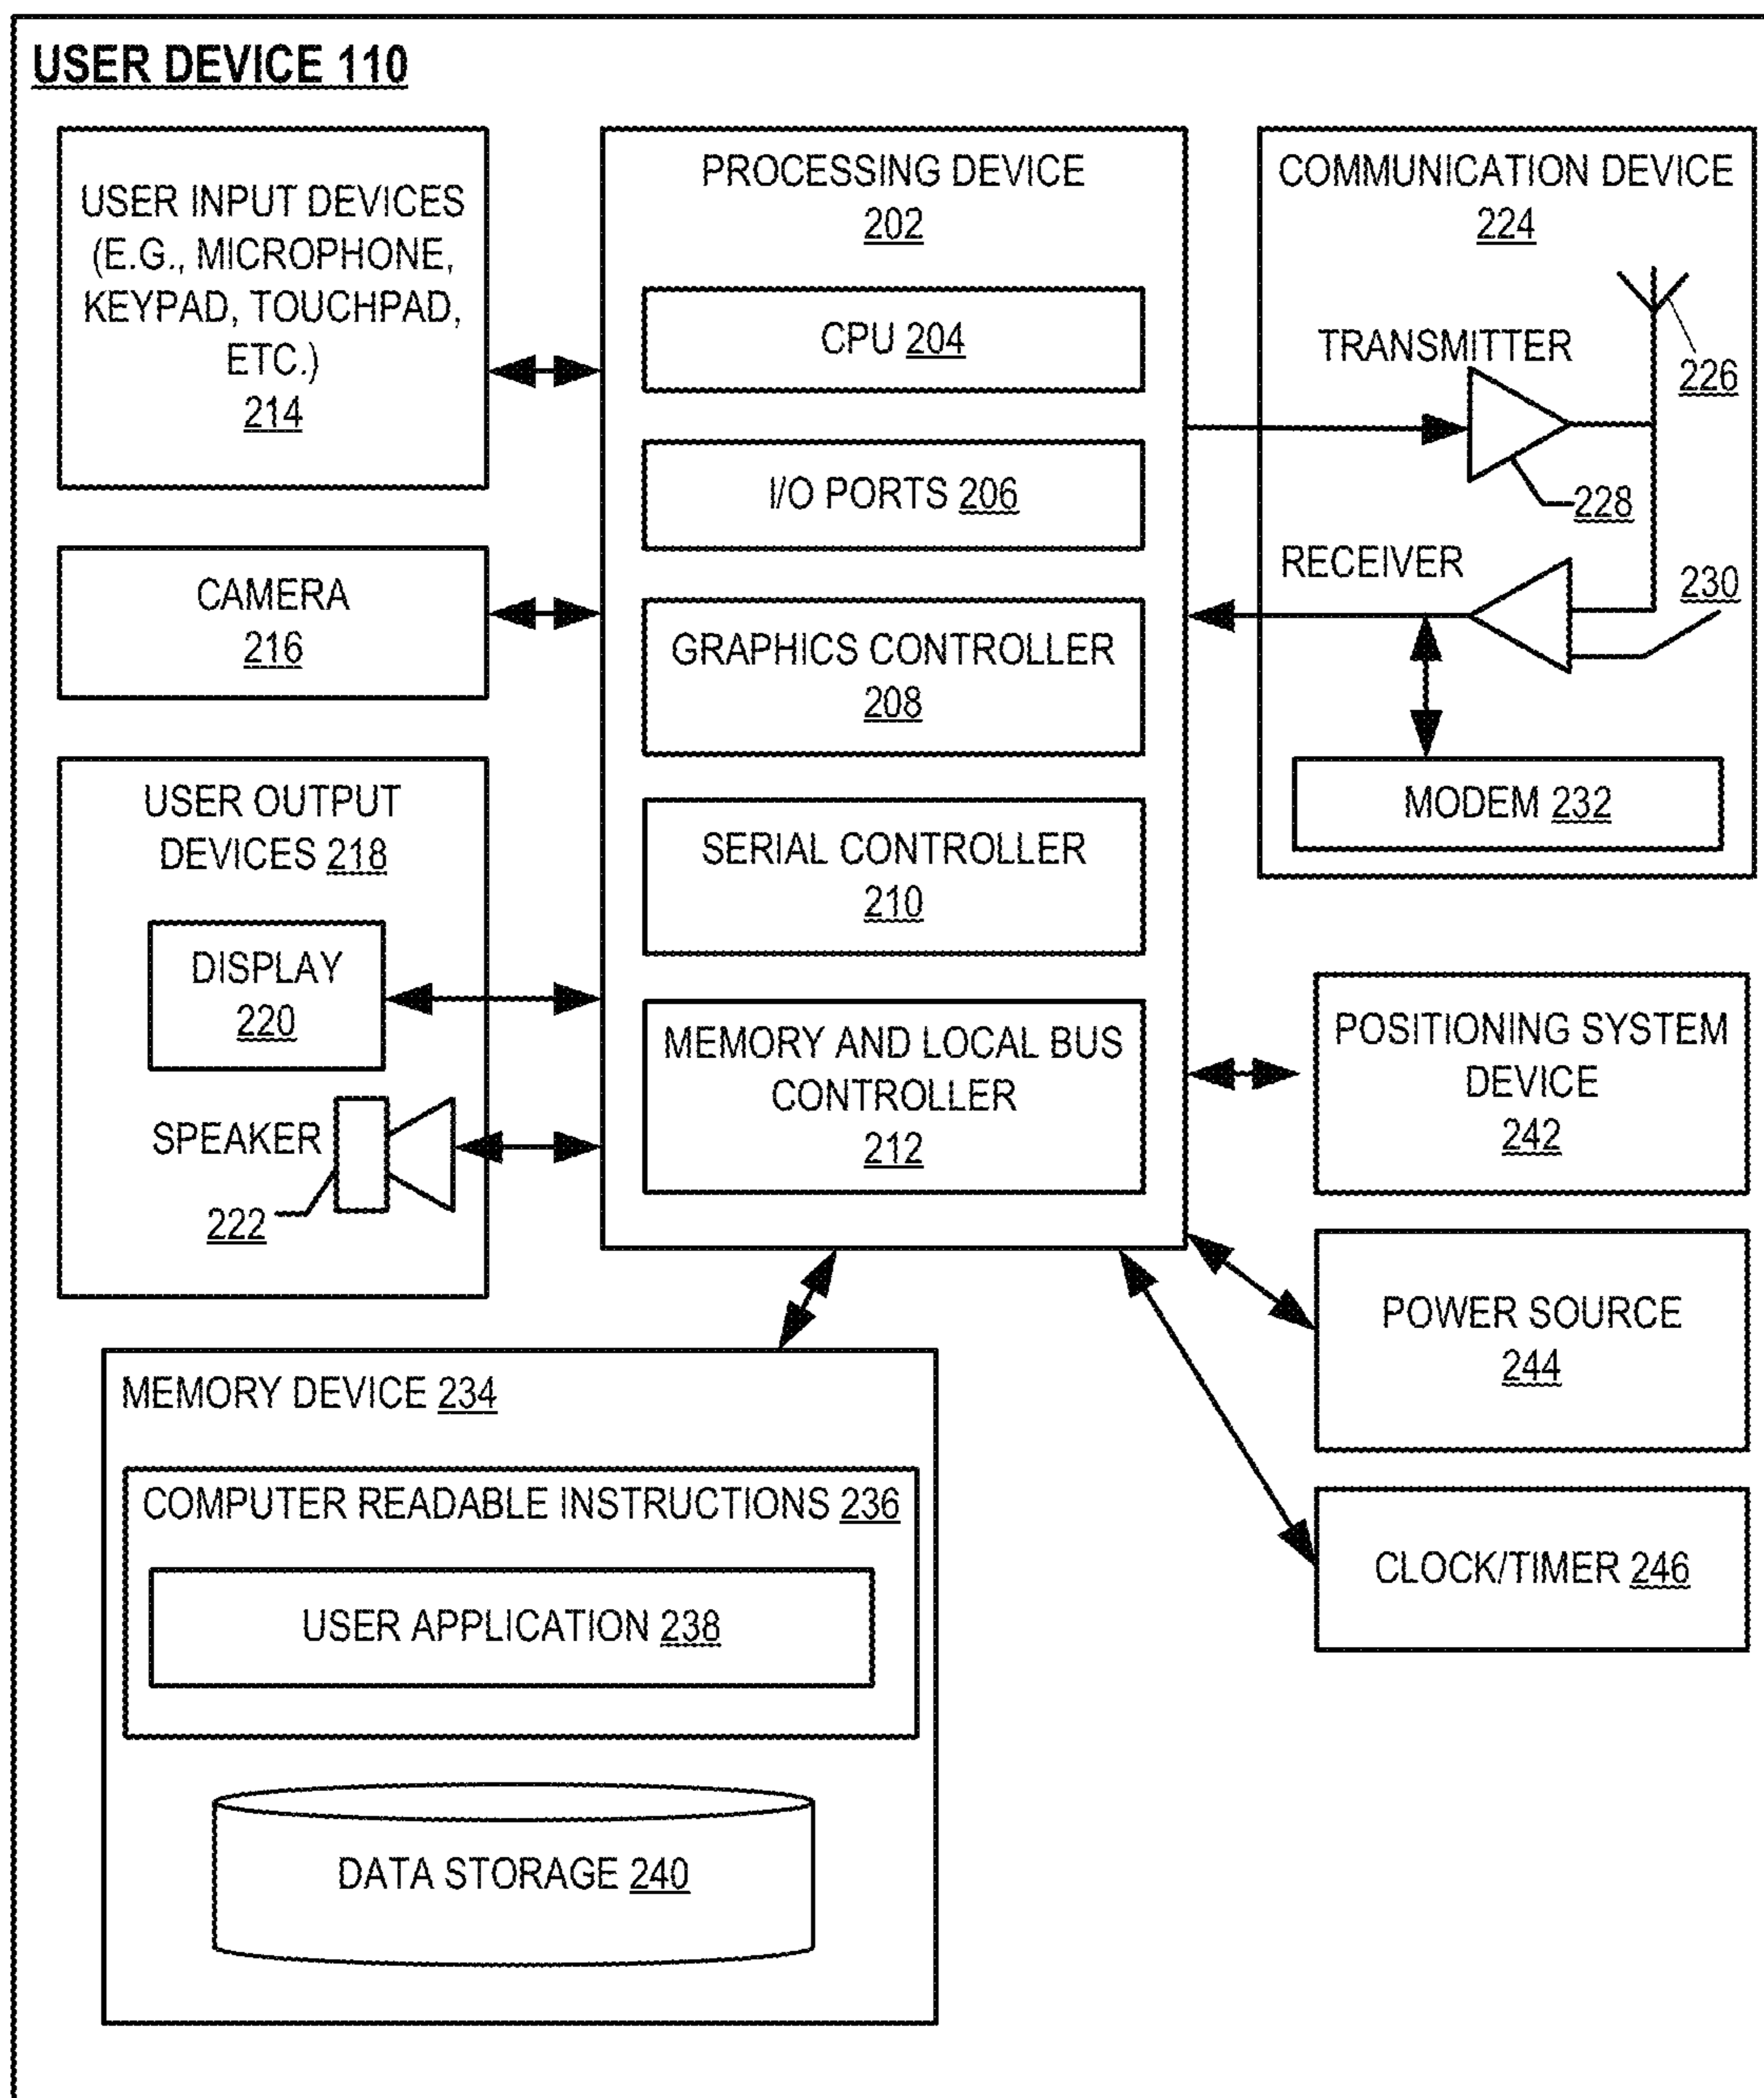 USER DEVICE 110
USER INPUT DEVICES
(E.G., MICROPHONE,
KEYPAD, TOUCHPAD,
ETC.)
214
CAMERA
216
USER OUTPUT
DEVICES 218
DISPLAY
220
SPEAKER
222
PROCESSING DEVICE
202
CPU 204
I/O PORTS 206
GRAPHICS CONTROLLER
208
SERIAL CONTROLLER
210
MEMORY AND LOCAL BUS
CONTROLLER
212
COMMUNICATION DEVICE
224
TRANSMITTER
226
228
RECEIVER
230
MODEM 232
POSITIONING SYSTEM
DEVICE
242
POWER SOURCE
244
CLOCK/TIMER 246
MEMORY DEVICE 234
COMPUTER READABLE INSTRUCTIONS 236
USER APPLICATION 238
DATA STORAGE 240